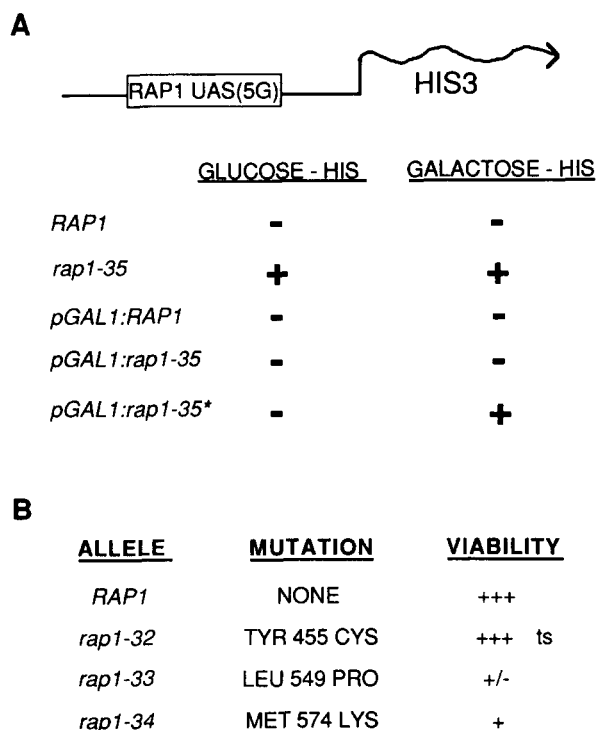 A
RAP1 UAS(5G)
HIS3
GLUCOSE - HIS GALACTOSE - HIS
RAP1 - -
rap1-35 + +
pGAL1:RAP1 - -
pGAL1:rap1-35 - -
pGAL1:rap1-35* - +
B
ALLELE MUTATION VIABILITY
RAP1 NONE +++
rap1-32 TYR 455 CYS +++ ts
rap1-33 LEU 549 PRO +/-
rap1-34 MET 574 LYS +